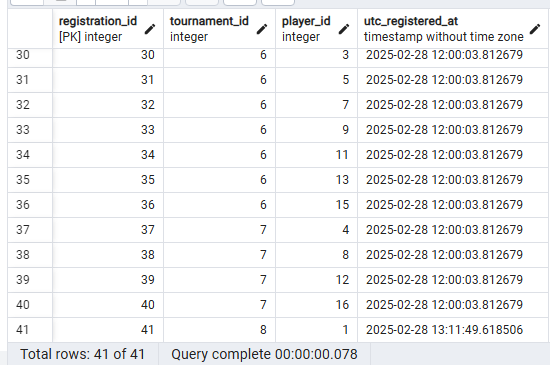 registration_id tournament_id player_id utc_registered_at
[PK] integer integer integer timestamp without time zone
30 30 6 3 2025-02-28 12:00:03.812679
31 31 6 5 2025-02-28 12:00:03.812679
32 32 6 7 2025-02-28 12:00:03.812679
33 33 6 9 2025-02-28 12:00:03.812679
34 34 6 11 2025-02-28 12:00:03.812679
35 35 6 13 2025-02-28 12:00:03.812679
36 36 6 15 2025-02-28 12:00:03.812679
37 37 7 4 2025-02-28 12:00:03.812679
38 38 7 8 2025-02-28 12:00:03.812679
39 39 7 12 2025-02-28 12:00:03.812679
40 40 7 16 2025-02-28 12:00:03.812679
41 41 8 1 2025-02-28 13:11:49.618506
Total rows: 41 of 41 Query complete 00:00:00.078